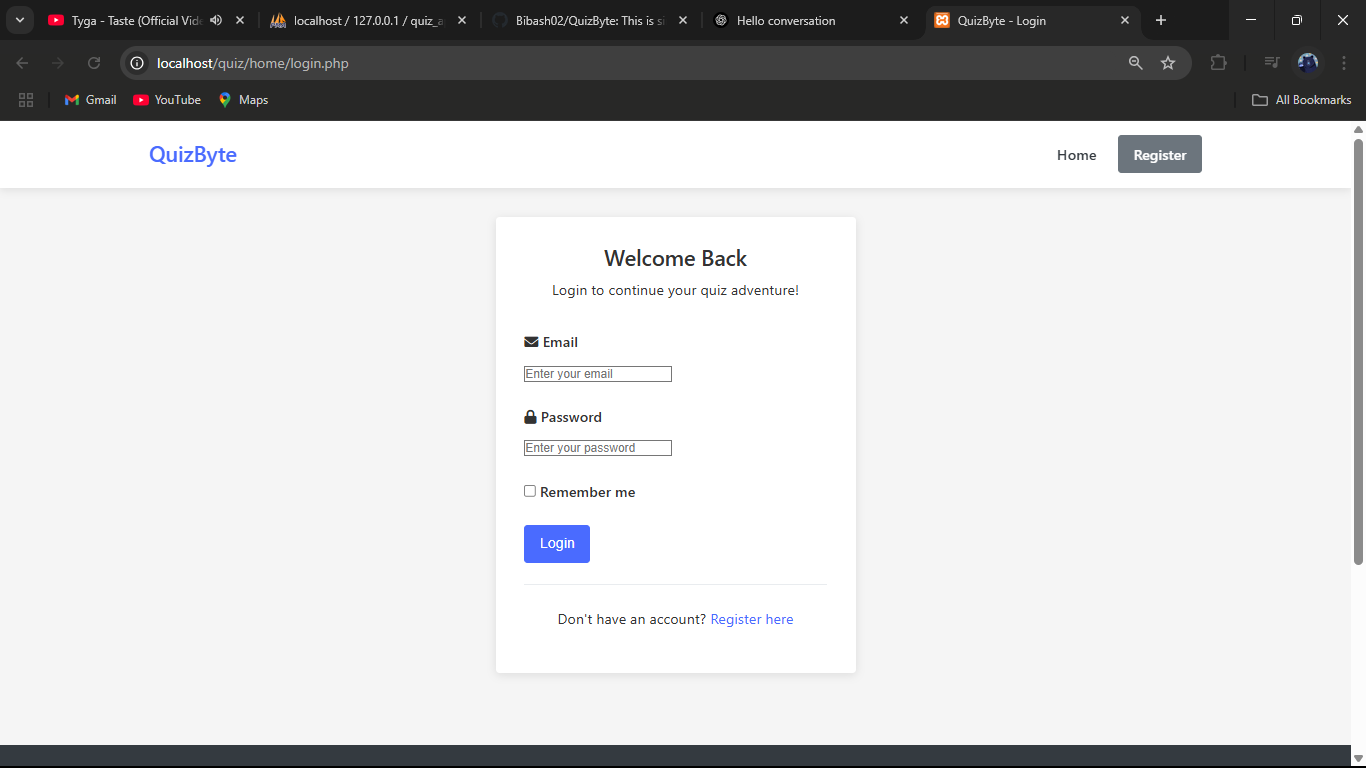 Tyga - Taste (Official Vide
localhost / 127.0.0.1 / quiz_a
Bibash02/QuizByte: This is si
Hello conversation
QuizByte - Login
localhost/quiz/home/login.php
Gmail
YouTube
Maps
All Bookmarks
QuizByte
Home
Register
Welcome Back
Login to continue your quiz adventure!
Email
Enter your email
Password
Enter your password
Remember me
Login
Don't have an account? Register here